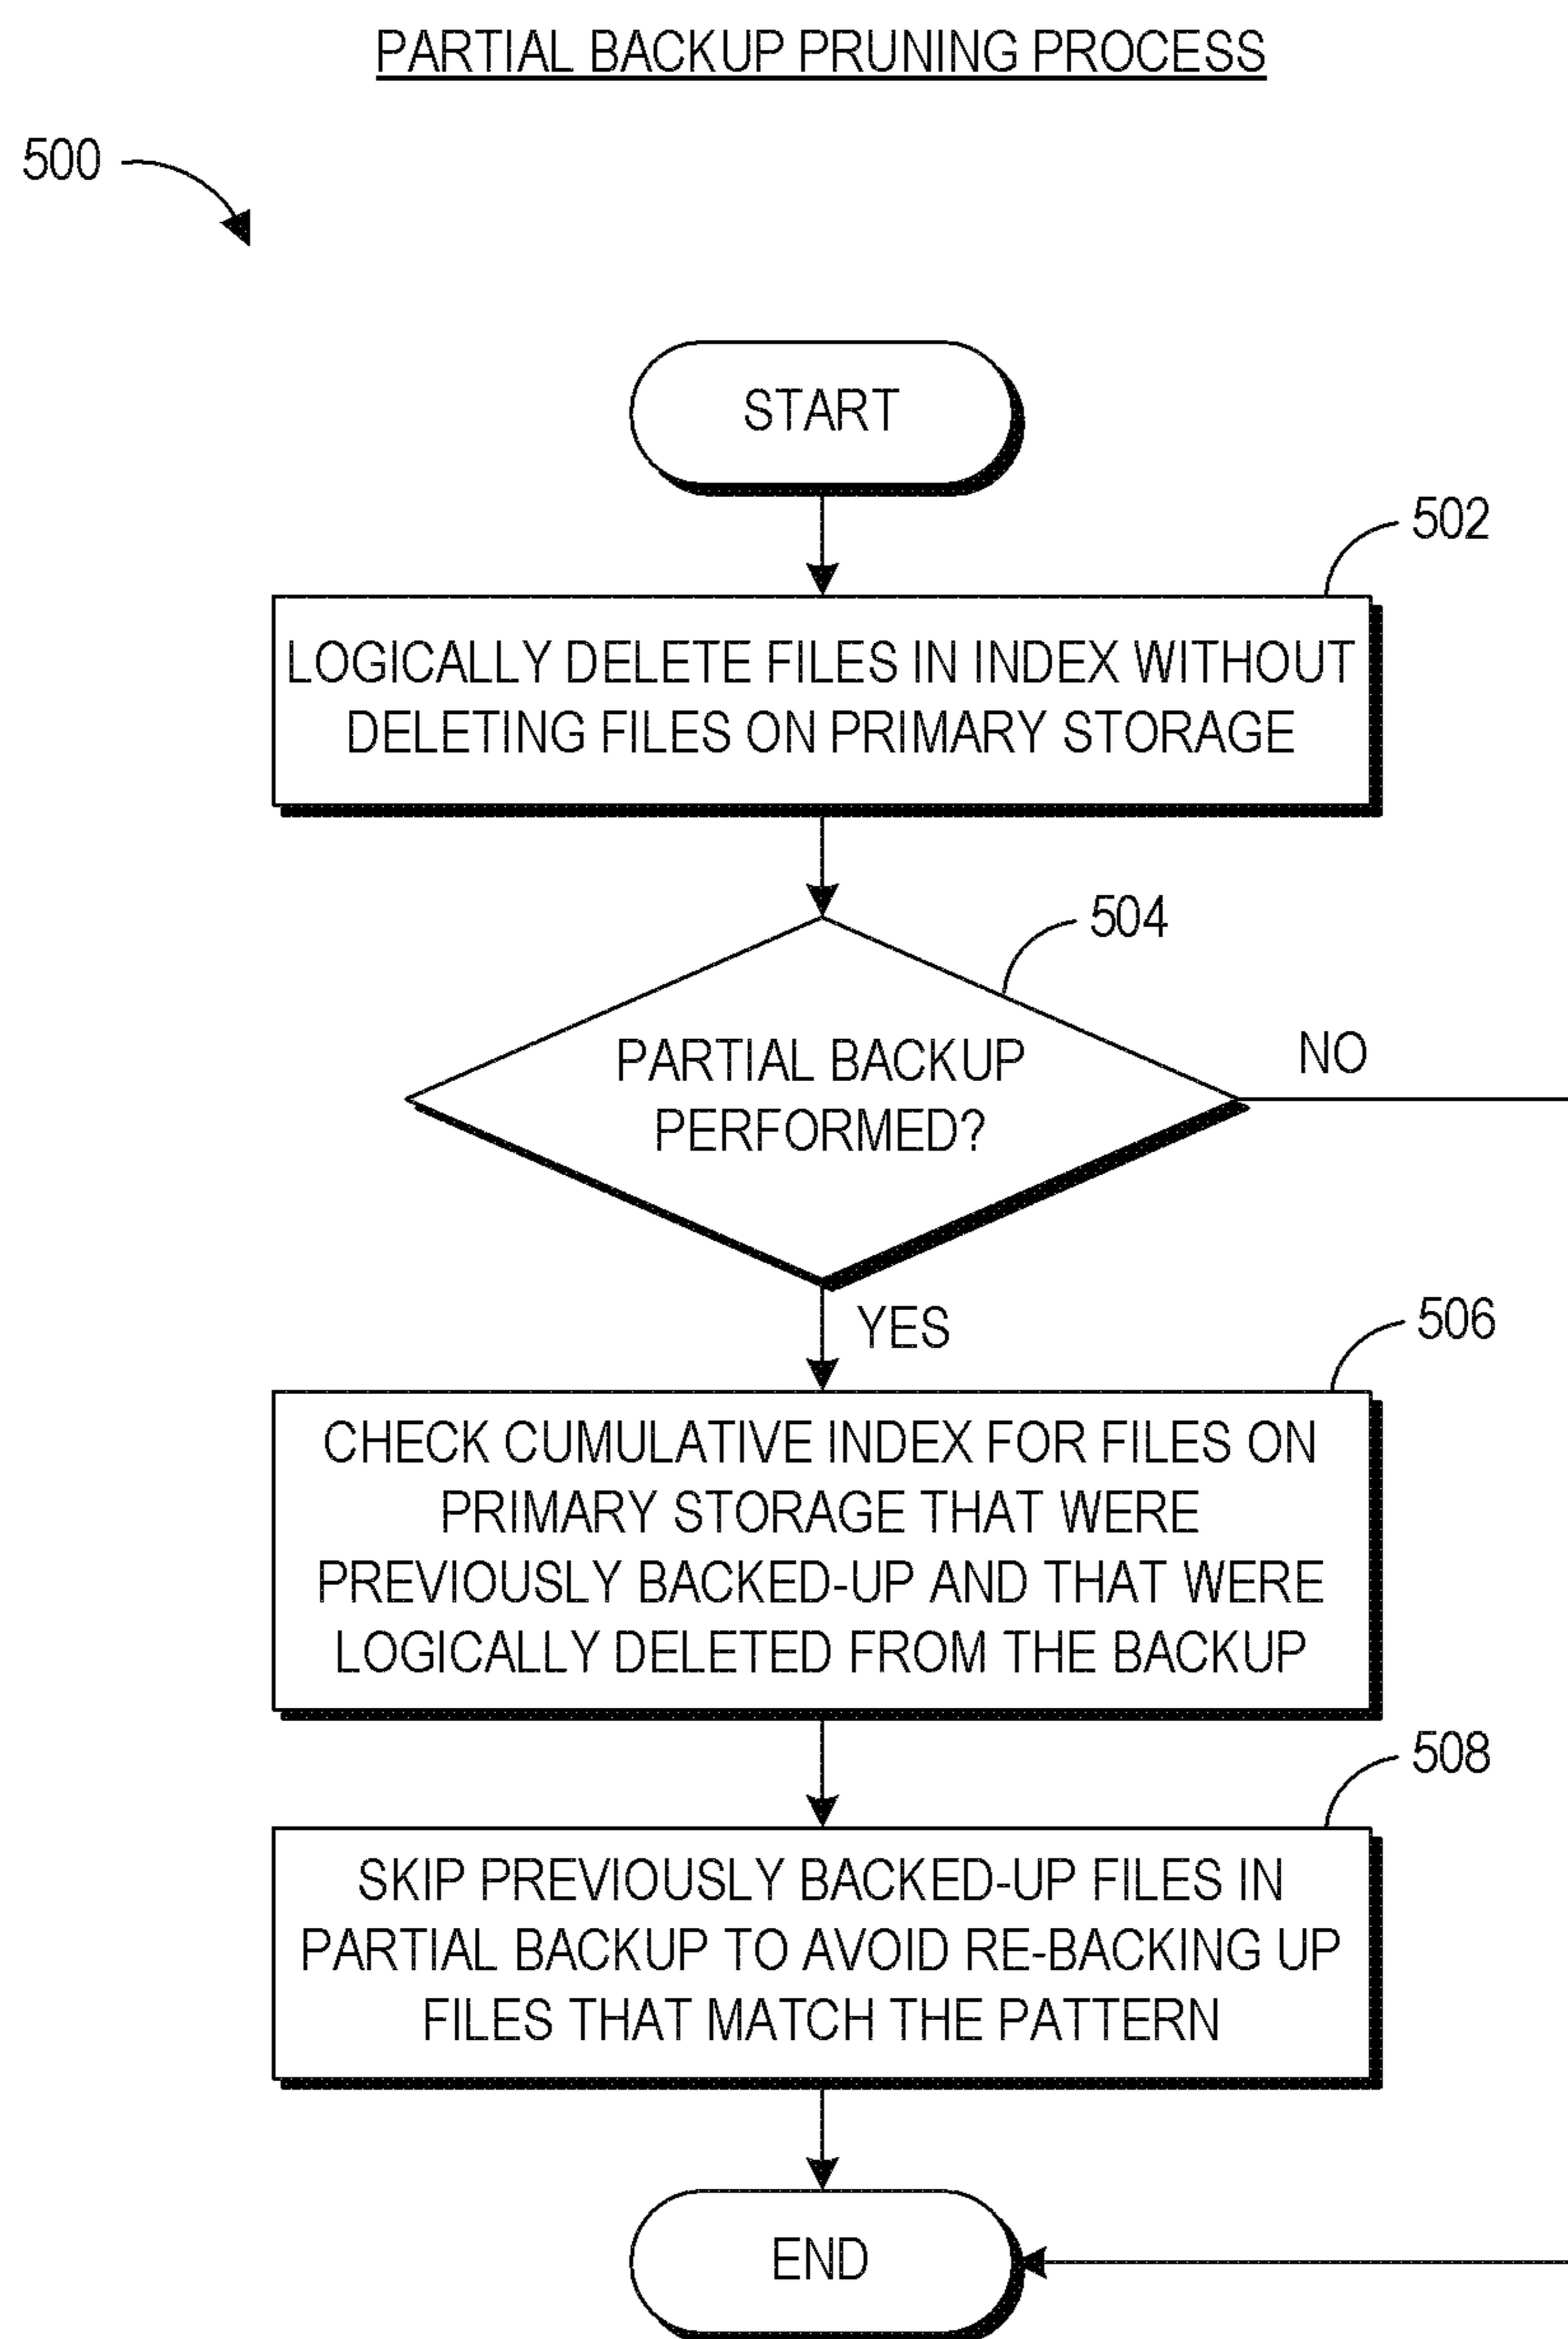 PARTIAL BACKUP PRUNING PROCESS
500
START
502
LOGICALLY DELETE FILES IN INDEX WITHOUT
DELETING FILES ON PRIMARY STORAGE
504
PARTIAL BACKUP
PERFORMED?
NO
YES
506
CHECK CUMULATIVE INDEX FOR FILES ON
PRIMARY STORAGE THAT WERE
PREVIOUSLY BACKED-UP AND THAT WERE
LOGICALLY DELETED FROM THE BACKUP
508
SKIP PREVIOUSLY BACKED-UP FILES IN
PARTIAL BACKUP TO AVOID RE-BACKING UP
FILES THAT MATCH THE PATTERN
END